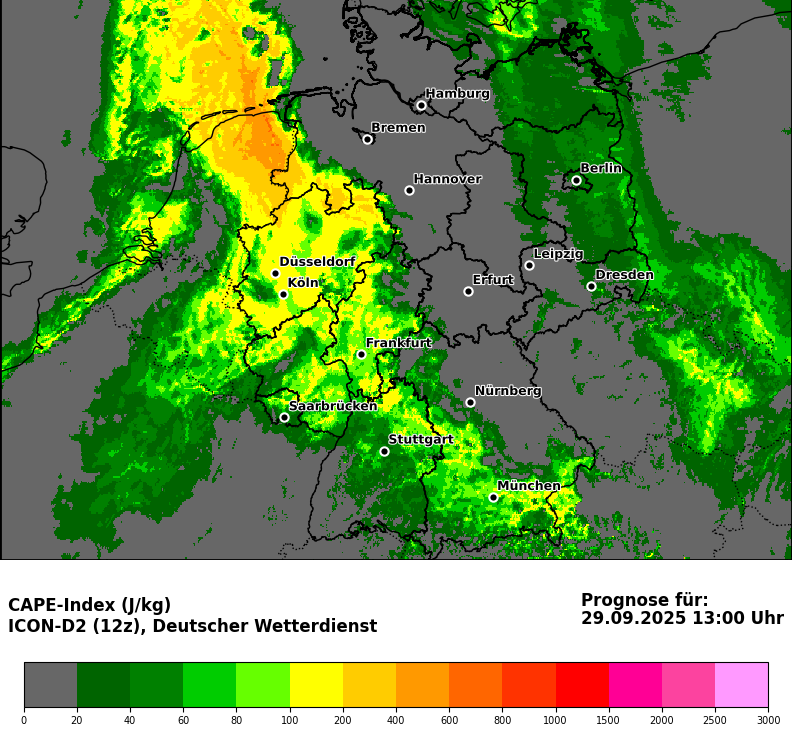 Hamburg
Bremen
Berlin
Hannover
Düsseldorf
Leipzig
Köln
Erfurt
Dresden
Frankfurt
Nürnberg
Saarbrücken
Stuttgart
München
CAPE-Index (J/kg)
ICON-D2 (12z), Deutscher Wetterdienst
Prognose für:
29.09.2025 13:00 Uhr
0 20 40 60 80 100 200 400 600 800 1000 1500 2000 2500 3000